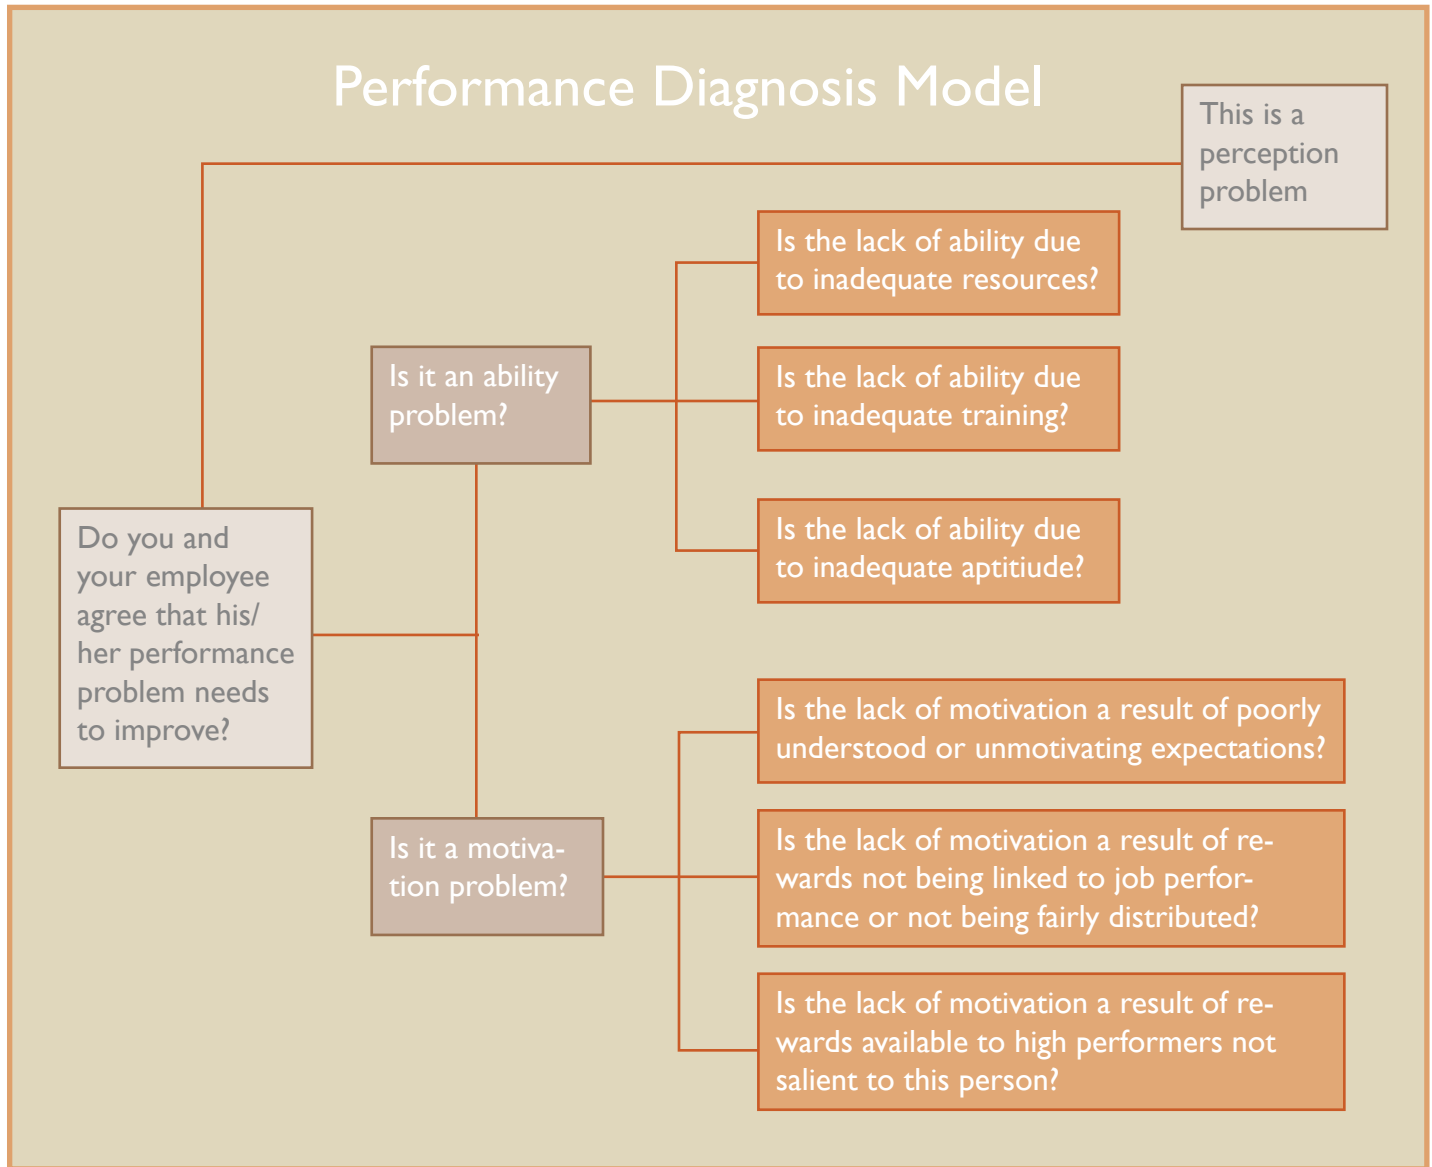 Performance Diagnosis Model
This is a
perception
problem
Is the lack of ability due
to inadequate resources?
Is it an ability
problem?
Is the lack of ability due
to inadequate training?
Is the lack of ability due
to inadequate aptitiude?
Do you and
your employee
agree that his/
her performance
problem needs
to improve?
Is the lack of motivation a result of poorly
understood or unmotivating expectations?
Is it a motiva-
tion problem?
Is the lack of motivation a result of re-
wards not being linked to job perfor-
mance or not being fairly distributed?
Is the lack of motivation a result of re-
wards available to high performers not
salient to this person?